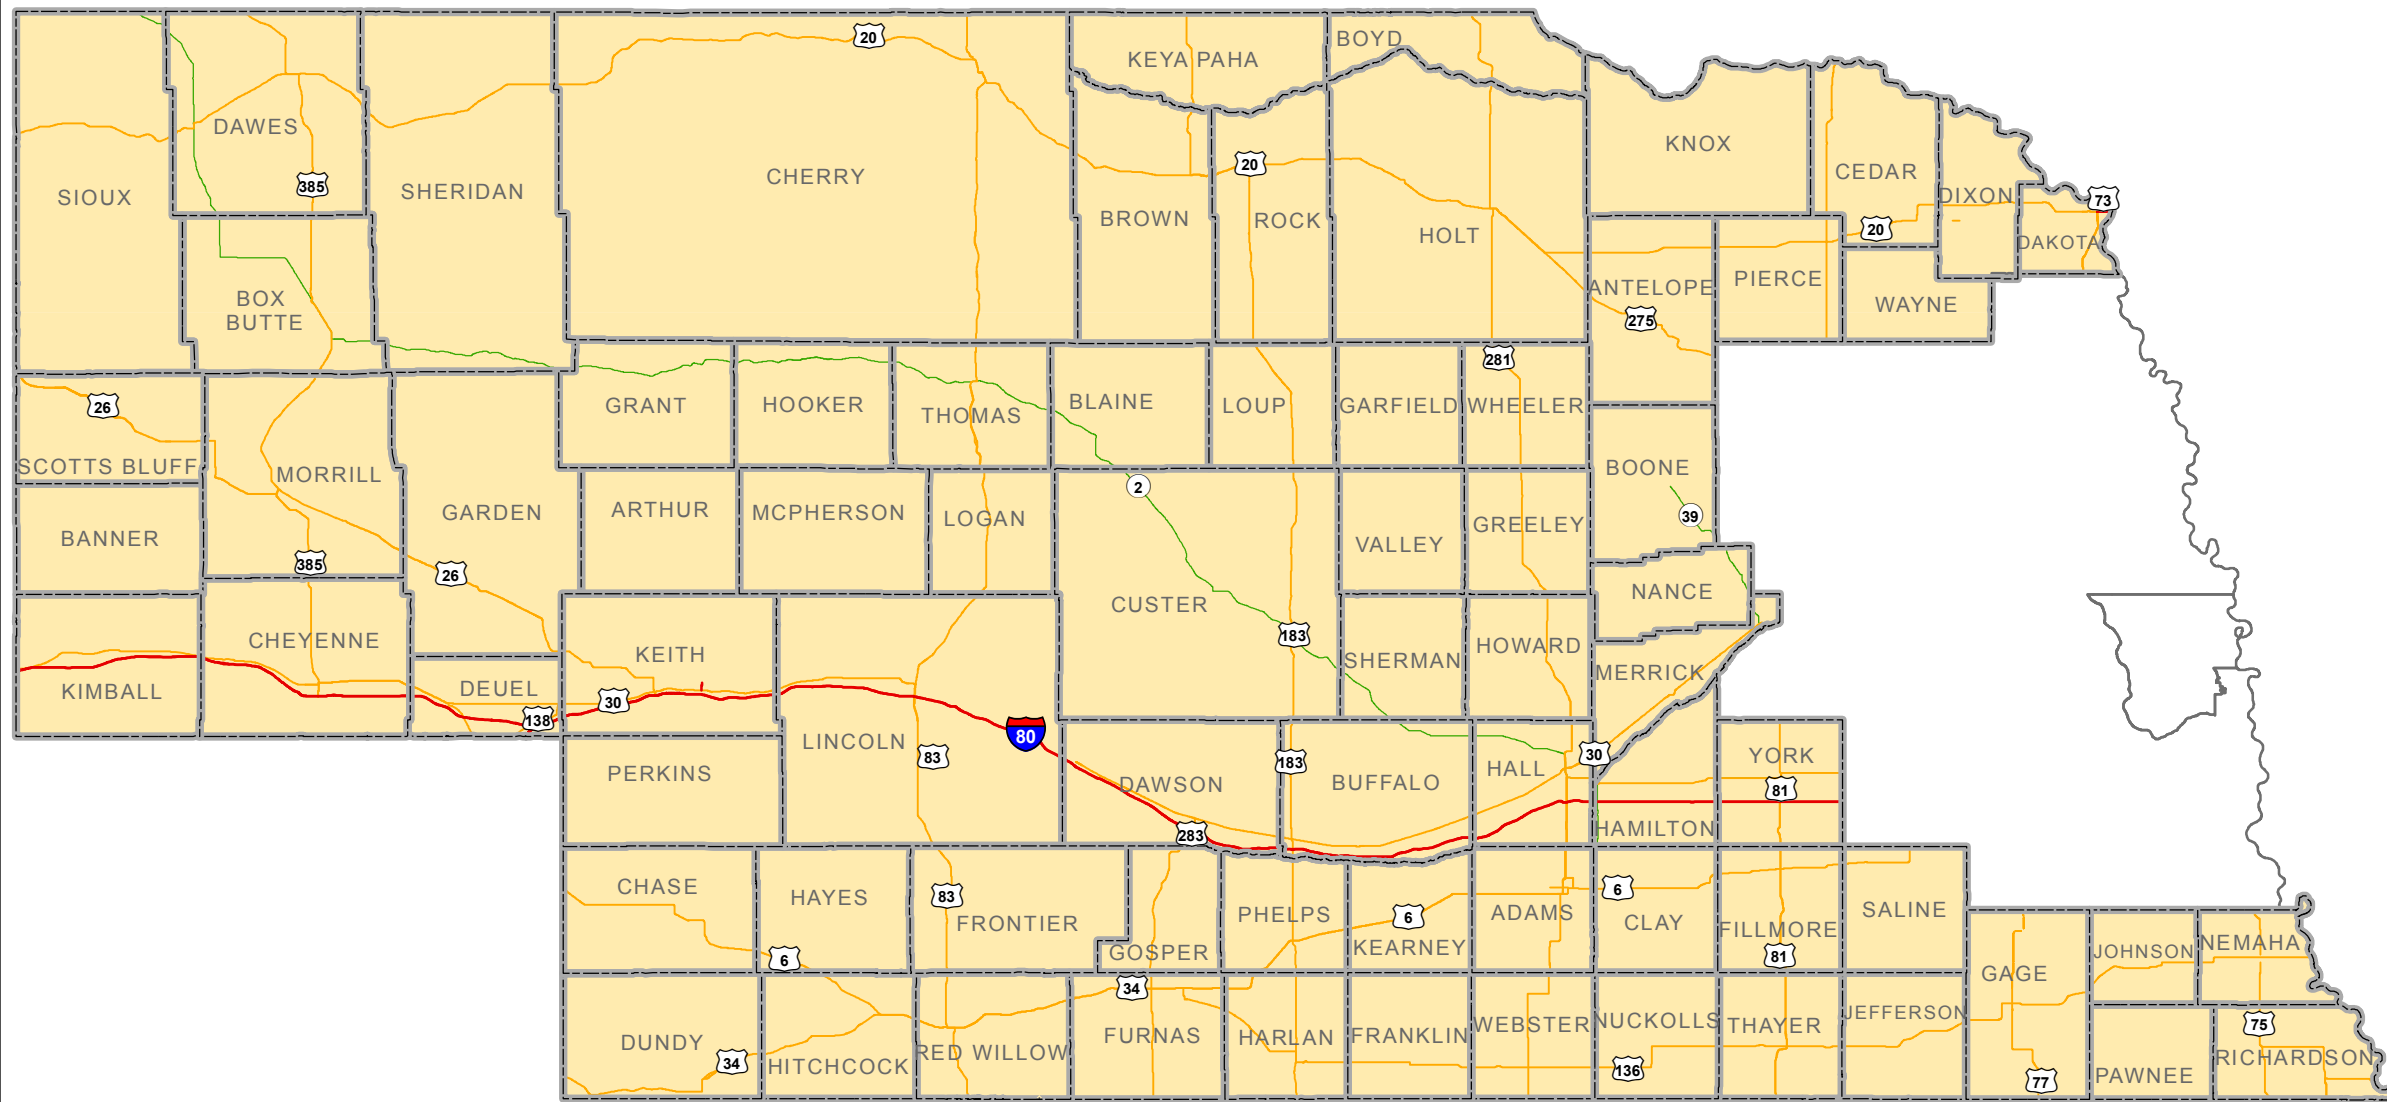 20
BOYD
KEYA PAHA
DAWES
KNOX
20
CEDAR
CHERRY
385
SHERIDAN
SIOUX
DIXON
73
BROWN
ROCK
HOLT
20
DAKOTA
ANTELOPE
PIERCE
BOX
BUTTE
WAYNE
275
281
26
GRANT
HOOKER
THOMAS
BLAINE
LOUP
GARFIELD
WHEELER
SCOTTS BLUFF
MORRILL
BOONE
2
GARDEN
ARTHUR
MCPHERSON
LOGAN
39
GREELEY
BANNER
VALLEY
385
26
NANCE
CUSTER
183
CHEYENNE
KEITH
SHERMAN
HOWARD
MERRICK
KIMBALL
DEUEL
30
138
80
LINCOLN
83
30
YORK
PERKINS
DAWSON
183
BUFFALO
HALL
81
283
HAMILTON
CHASE
HAYES
83
FRONTIER
PHELPS
6
KEARNEY
ADAMS
6
CLAY
FILLMORE
SALINE
6
GOSPER
81
JOHNSON
NEMAHA
GAGE
34
DUNDY
34
HITCHCOCK
RED WILLOW
FURNAS
HARLAN
FRANKLIN
WEBSTER
NUCKOLLS
THAYER
JEFFERSON
75
136
77
PAWNEE
RICHARDSON